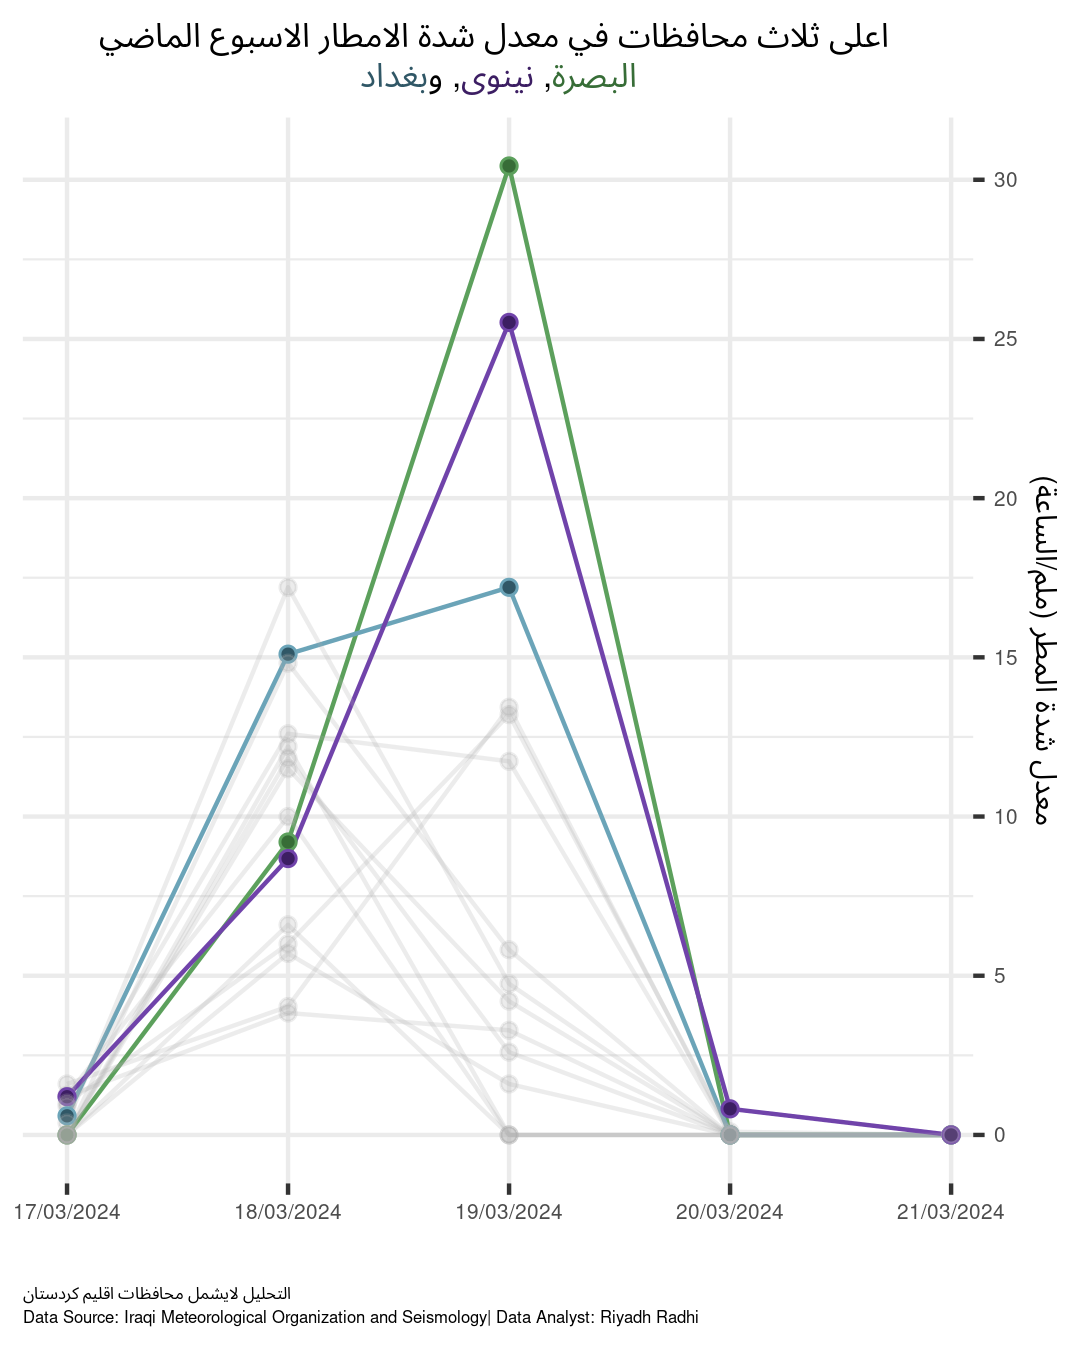 اعلى ثلاث محافظات في معدل شدة الامطار الاسبوع الماضي
البصرة, نينوى, وبغداد
30
25
20
15
10
5
0
معدل شدة المطر (ملم/الساعة)
17/03/2024
18/03/2024
19/03/2024
20/03/2024
21/03/2024
التحليل لايشمل محافظات اقليم كردستان
Data Source: Iraqi Meteorological Organization and Seismology| Data Analyst: Riyadh Radhi